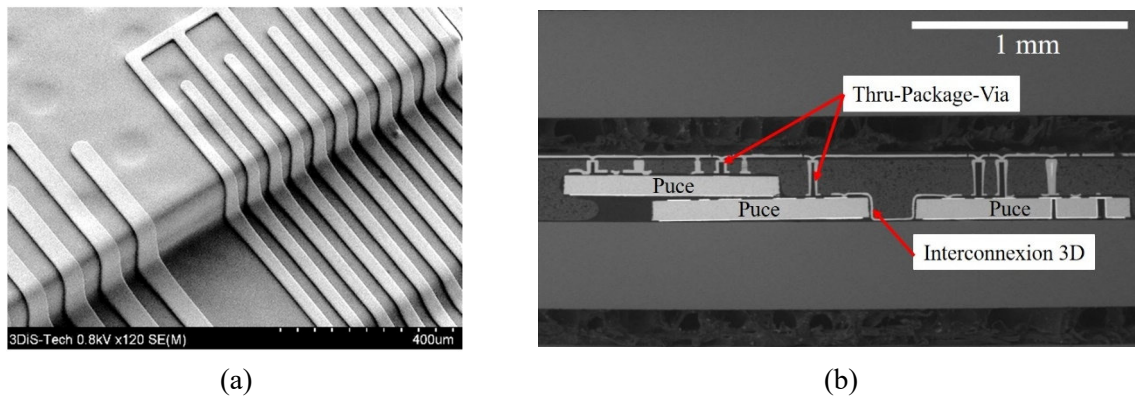 3DiS-Tech 0.8kV x120 SE(M)
400um
(a)
1 mm
Thru-Package-Via
Puce
Puce
Puce
Interconnexion 3D
(b)